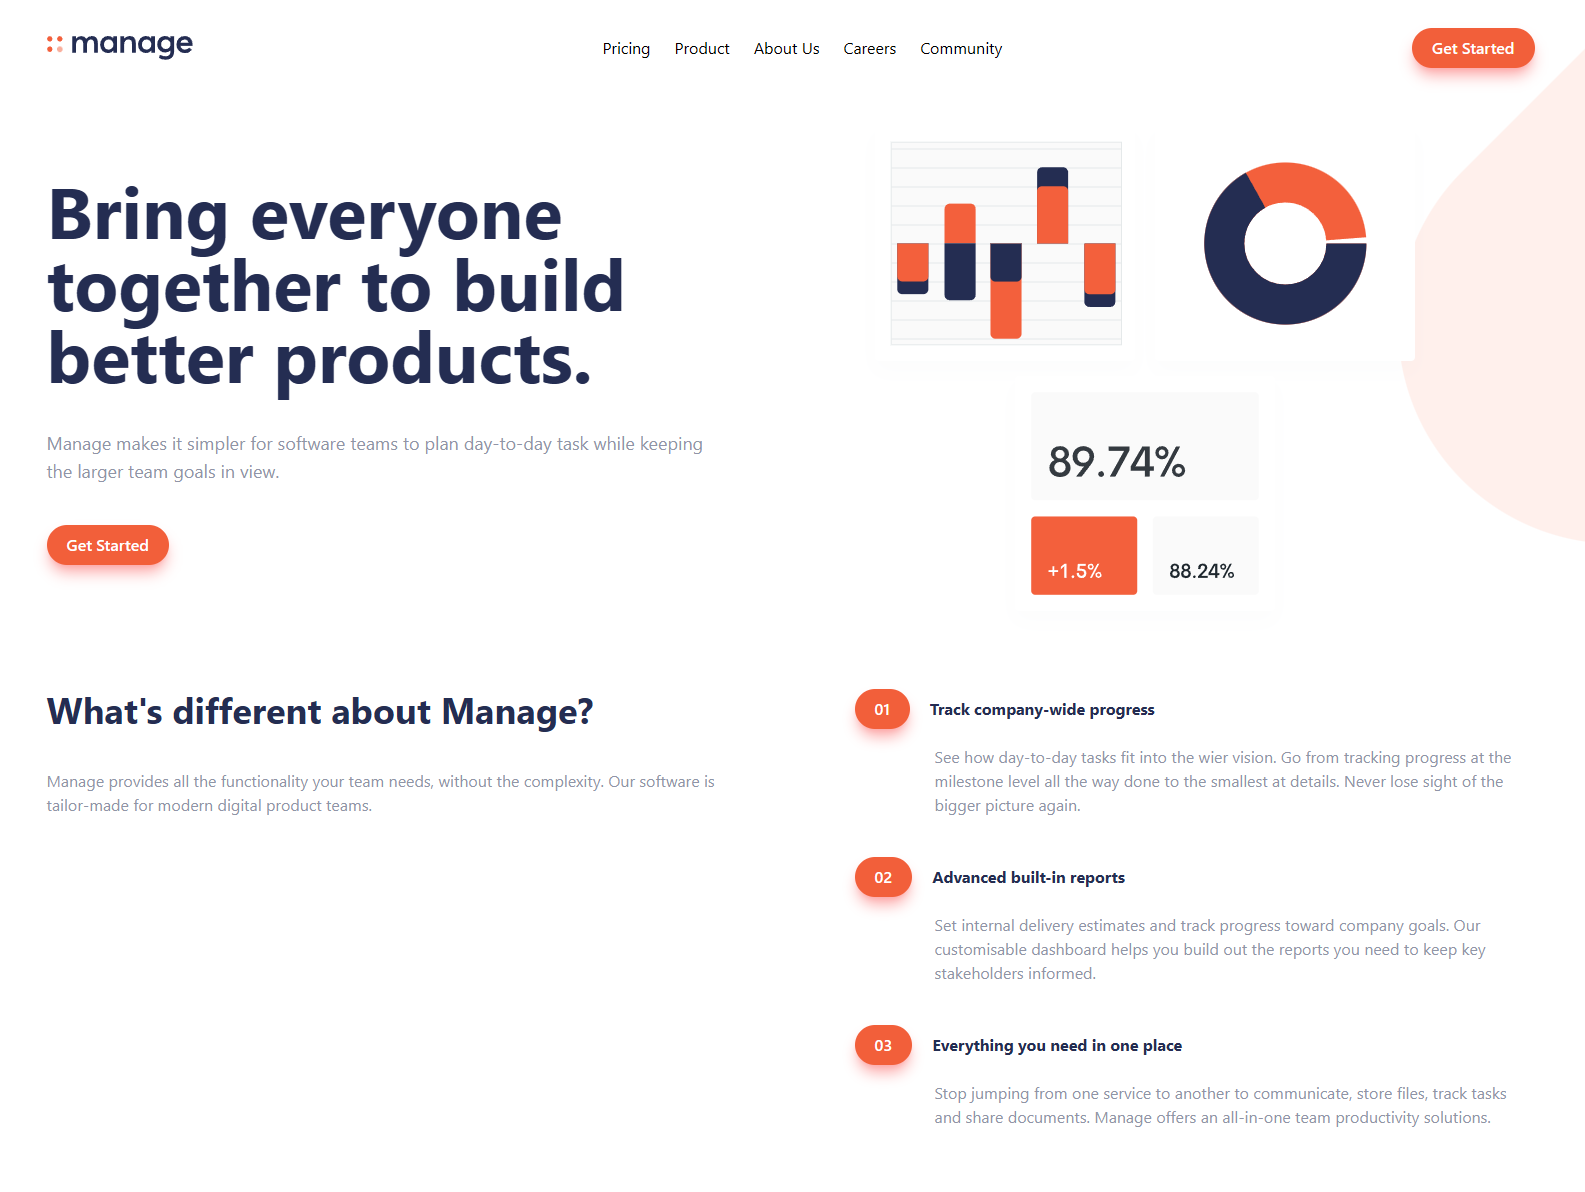 manage
Pricing Product About Us Careers Community
Get Started
Bring everyone
together to build
better products.
Manage makes it simpler for software teams to plan day-to-day task while keeping
the larger team goals in view.
Get Started
89.74%
+1.5%
88.24%
What's different about Manage?
Manage provides all the functionality your team needs, without the complexity. Our software is
tailor-made for modern digital product teams.
01 Track company-wide progress
See how day-to-day tasks fit into the wier vision. Go from tracking progress at the
milestone level all the way done to the smallest at details. Never lose sight of the
bigger picture again.
02 Advanced built-in reports
Set internal delivery estimates and track progress toward company goals. Our
customisable dashboard helps you build out the reports you need to keep key
stakeholders informed.
03 Everything you need in one place
Stop jumping from one service to another to communicate, store files, track tasks
and share documents. Manage offers an all-in-one team productivity solutions.